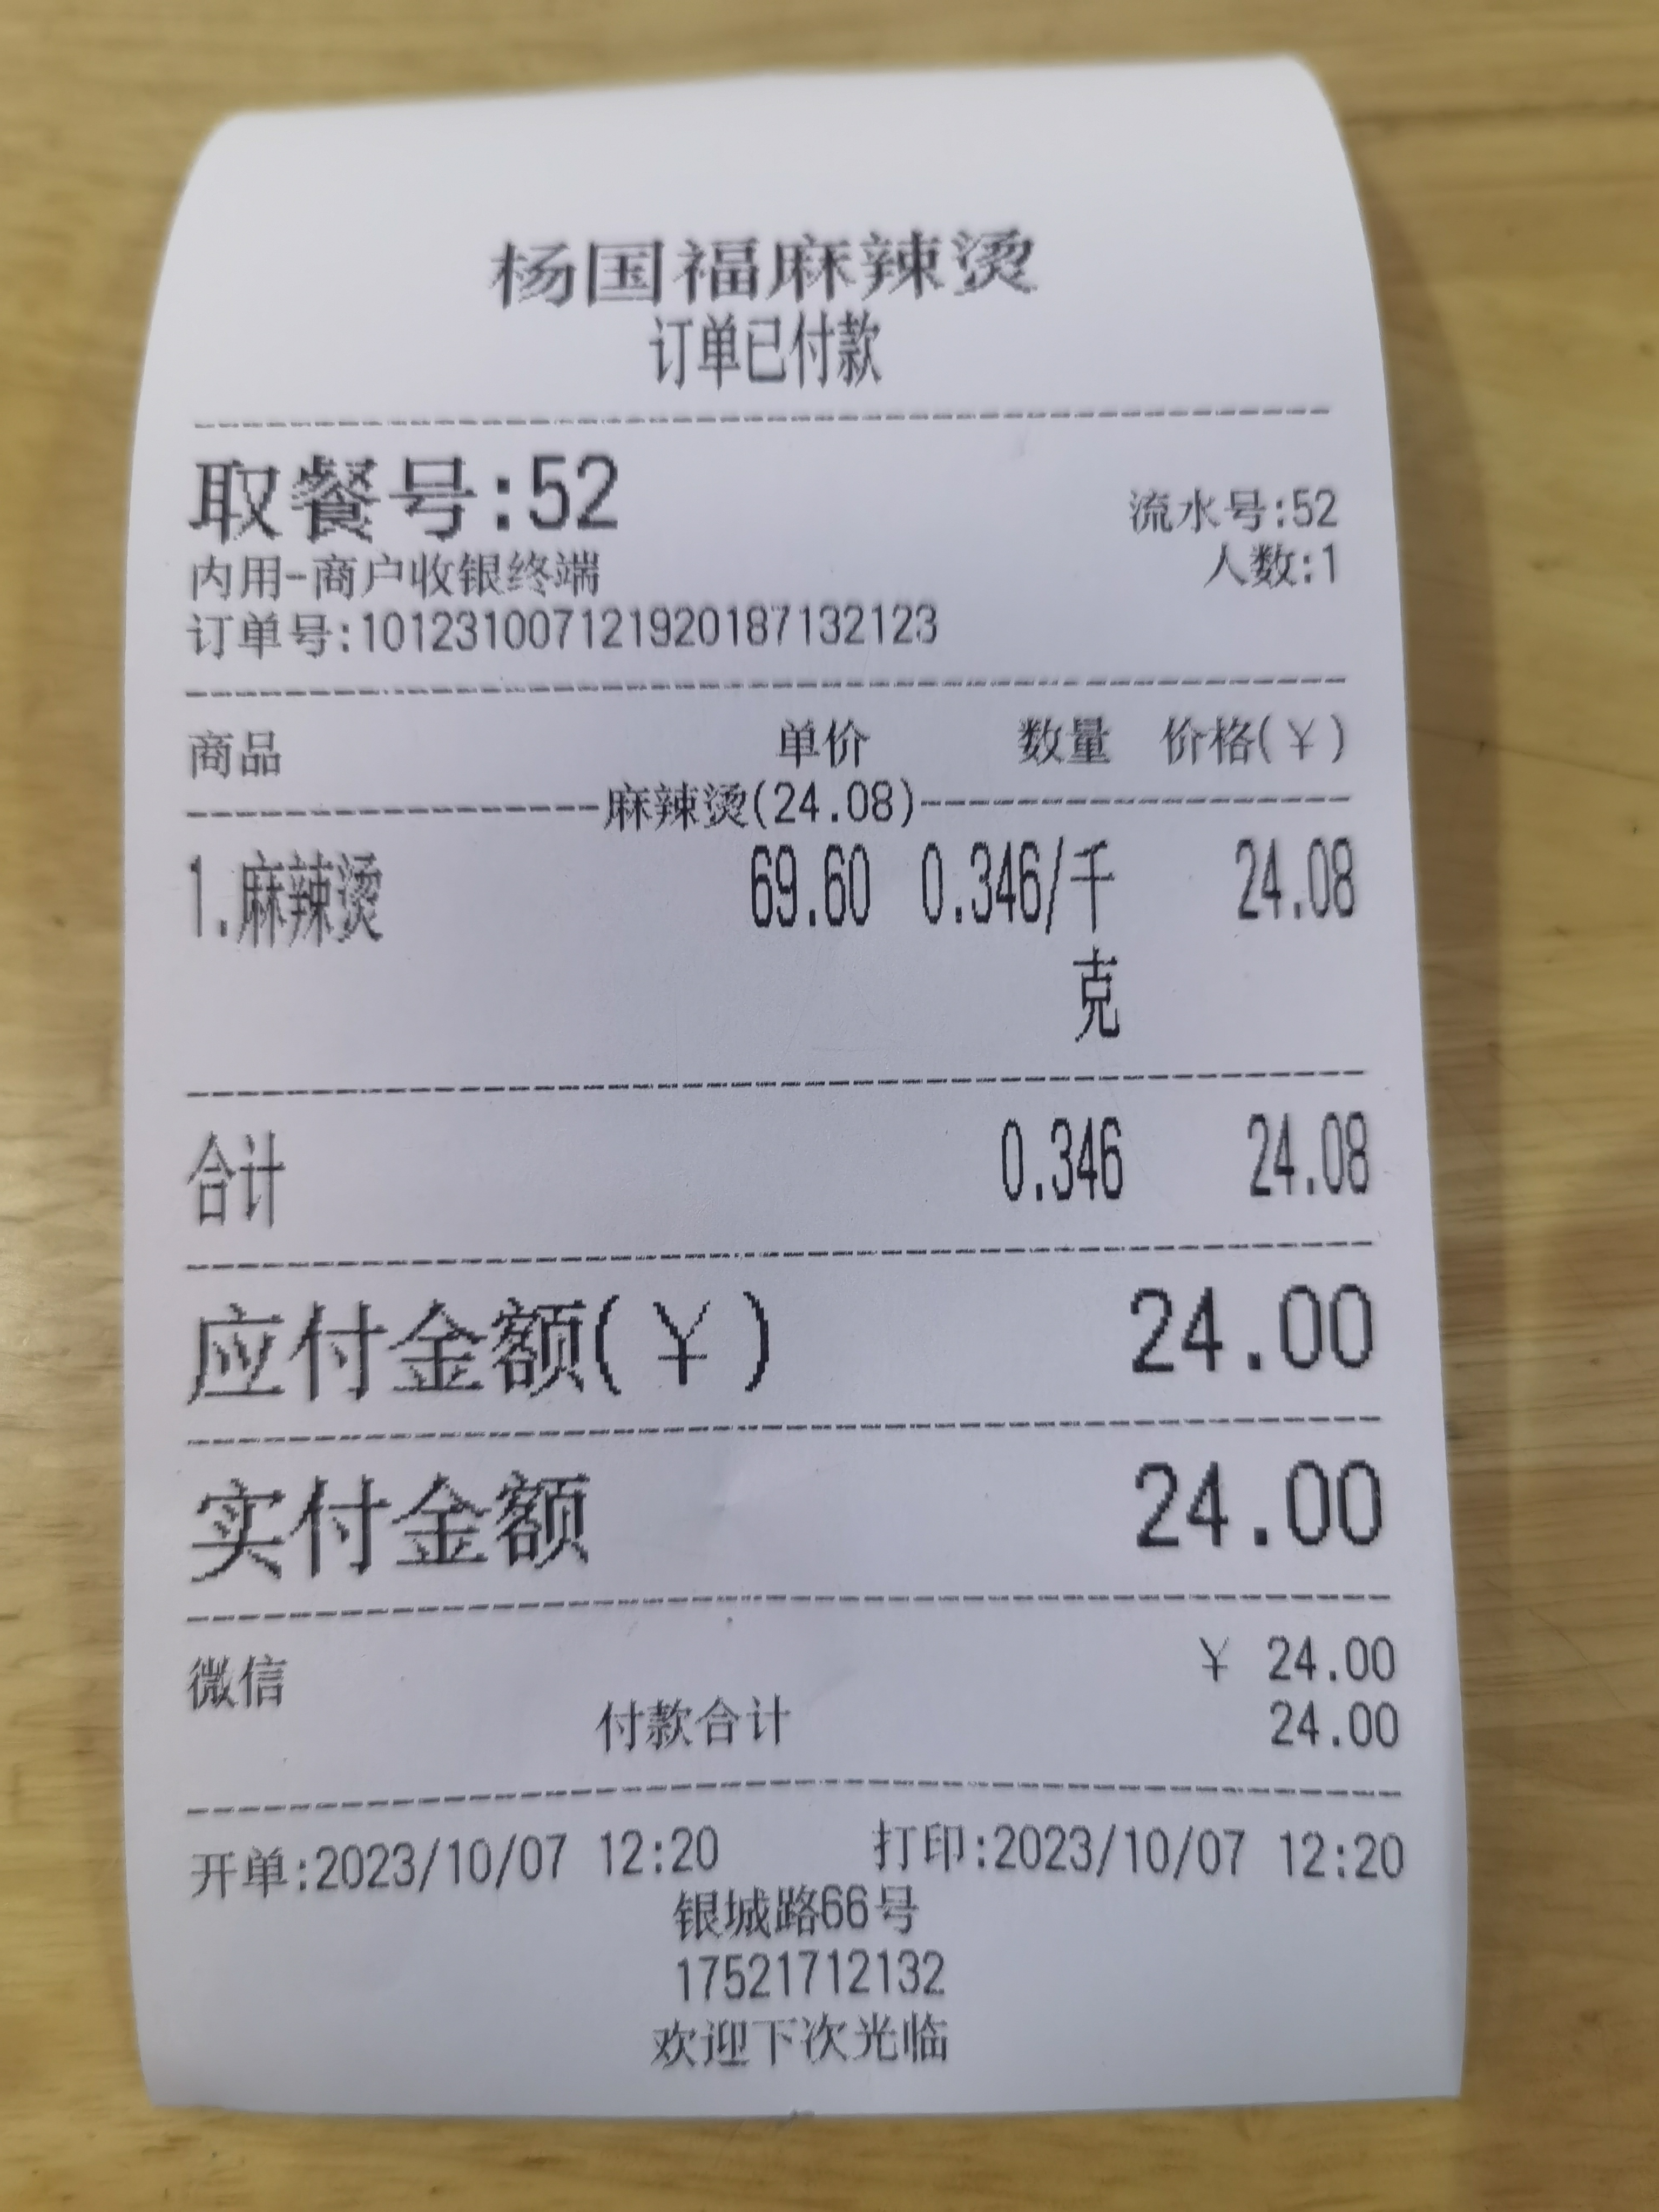 杨国福麻辣烫
订单已付款
取餐号:52 流水号:52
内用-商户收银终端 人数:1
订单号:101231007121920187132123
商品 单价 数量 价格(￥)
麻辣烫(24.08)
1.麻辣烫 69.60 0.346/千 24.08
克
合计 0.346 24.08
应付金额(￥) 24.00
实付金额 24.00
微信 ￥ 24.00
付款合计 24.00
开单:2023/10/07 12:20 打印:2023/10/07 12:20
银城路66号
17521712132
欢迎下次光临